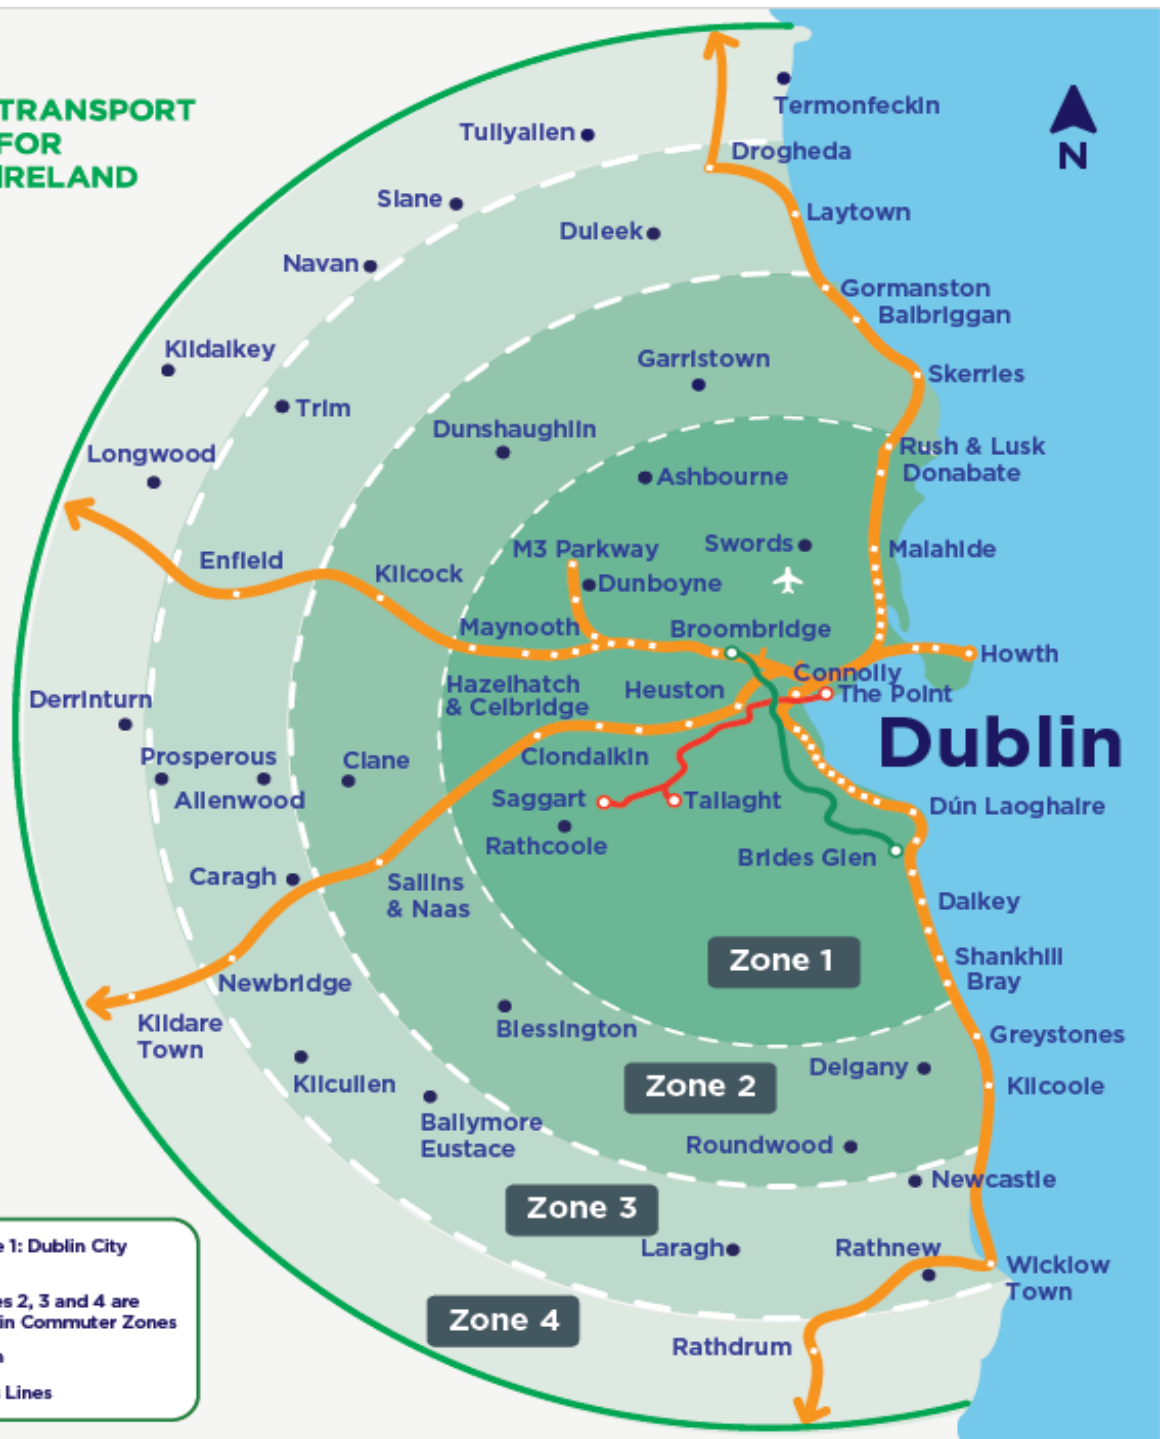 TRANSPORT
FOR
IRELAND
N
Termonfeckin
Tullyallen
Drogheda
Slane
Laytown
Duleek
Navan
Gormanston
Balbriggan
Kildalkey
Garristown
Skerries
Trim
Dunshaughlin
Longwood
Rush & Lusk
Donabate
Ashbourne
M3 Parkway
Swords
Malahide
Enfield
Kilcock
Dunboyne
Maynooth
Broombridge
Howth
Connolly
Hazelhatch
& Celbridge
Heuston
The Point
Derrinturn
Dublin
Prosperous
Clane
Clondalkin
Allenwood
Saggart
Tallaght
Dún Laoghaire
Rathcoole
Brides Glen
Caragh
Sallins
& Naas
Dalkey
Zone 1
Shankhill
Bray
Newbridge
Kildare
Town
Blessington
Greystones
Delgany
Kilcullen
Zone 2
Kilcoole
Ballymore
Eustace
Roundwood
Newcastle
Zone 3
Laragh
Rathnew
Wicklow
Town
Zone 4
Rathdrum
1: Dublin City
2, 3 and 4 are
in Commuter Zones
Lines